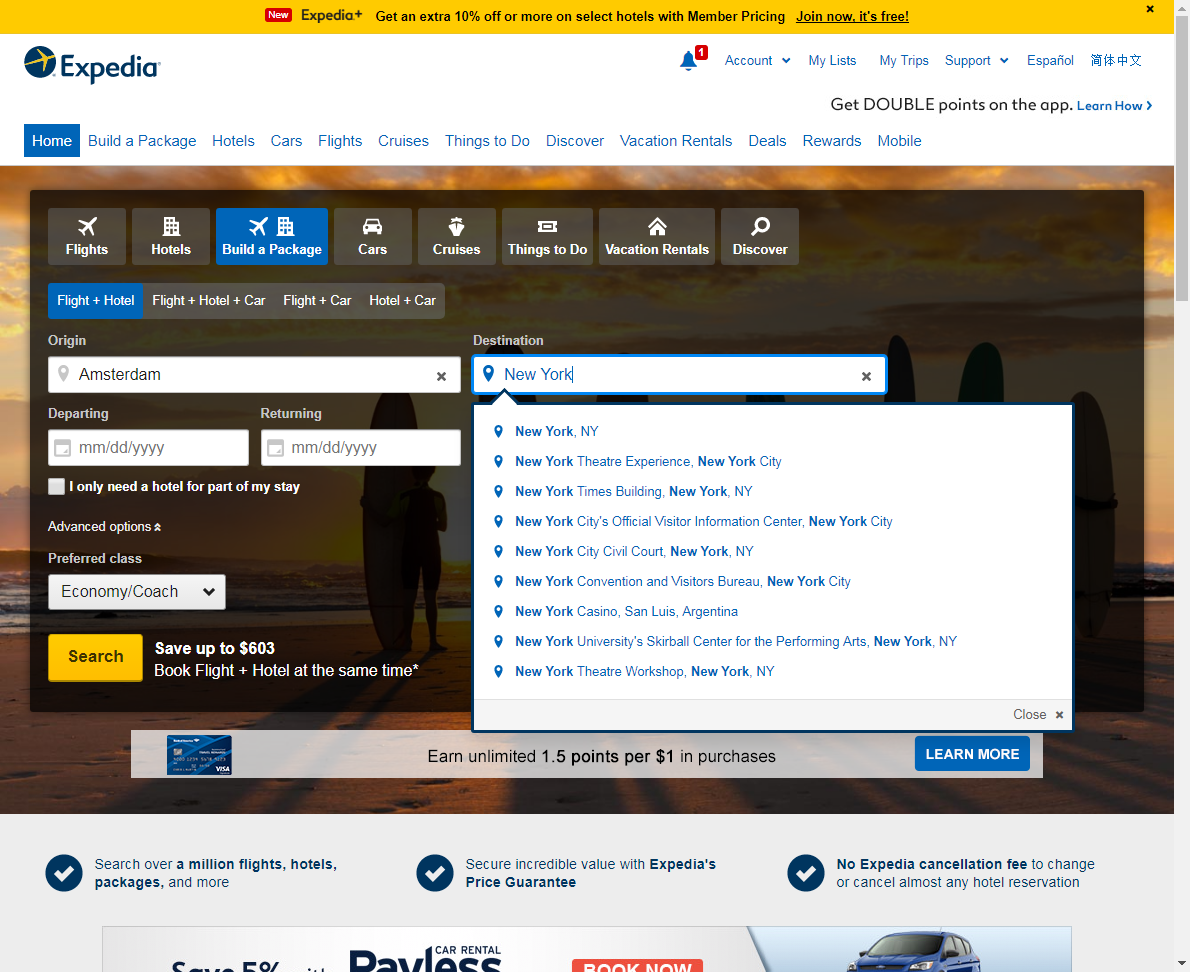 New Expedia+ Get an extra 10% off or more on select hotels with Member Pricing Join now, it's free!
Expedia
1 Account My Lists My Trips Support Español 简体中文
Get DOUBLE points on the app. Learn How
Home Build a Package Hotels Cars Flights Cruises Things to Do Discover Vacation Rentals Deals Rewards Mobile
Flights Hotels Build a Package Cars Cruises Things to Do Vacation Rentals Discover
Flight + Hotel Flight + Hotel + Car Flight + Car Hotel + Car
Origin
Amsterdam
Destination
New York
Departing
mm/dd/yyyy
Returning
mm/dd/yyyy
I only need a hotel for part of my stay
Advanced options
Preferred class
Economy/Coach
Search
Save up to $603
Book Flight + Hotel at the same time*
New York, NY
New York Theatre Experience, New York City
New York Times Building, New York, NY
New York City's Official Visitor Information Center, New York City
New York City Civil Court, New York, NY
New York Convention and Visitors Bureau, New York City
New York Casino, San Luis, Argentina
New York University's Skirball Center for the Performing Arts, New York, NY
New York Theatre Workshop, New York, NY
Close
VISA
Earn unlimited 1.5 points per $1 in purchases
LEARN MORE
Search over a million flights, hotels,
packages, and more
Secure incredible value with Expedia's
Price Guarantee
No Expedia cancellation fee to change
or cancel almost any hotel reservation
Save 5% with
Payless
CAR RENTAL
BOOK NOW